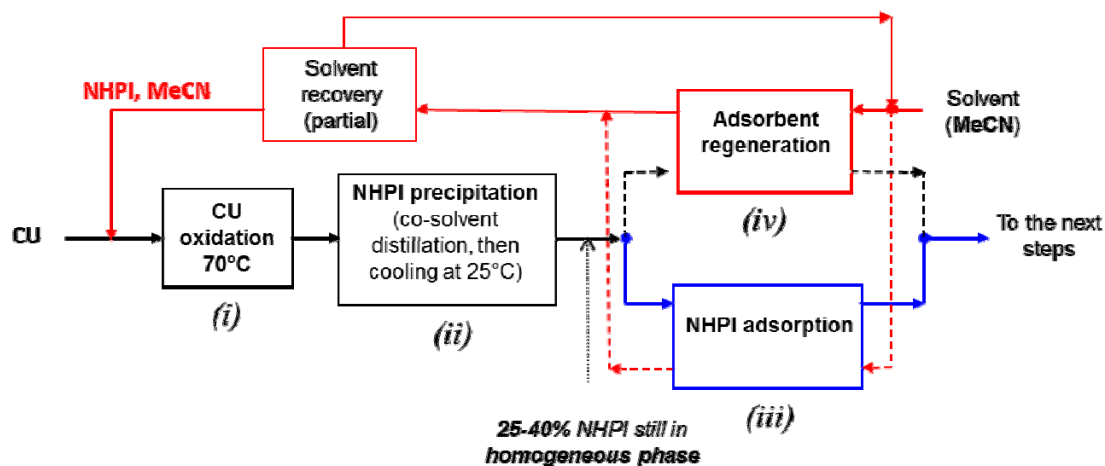 Solvent
recovery
(partial)
NHPI, MeCN
Adsorbent
regeneration
Solvent
(MeCN)
(iv)
CU
CU
oxidation
70°C
(i)
NHPI precipitation
(co-solvent
distillation, then
cooling at 25°C)
(ii)
To the next
steps
NHPI adsorption
(iii)
25-40% NHPI still in
homogeneous phase